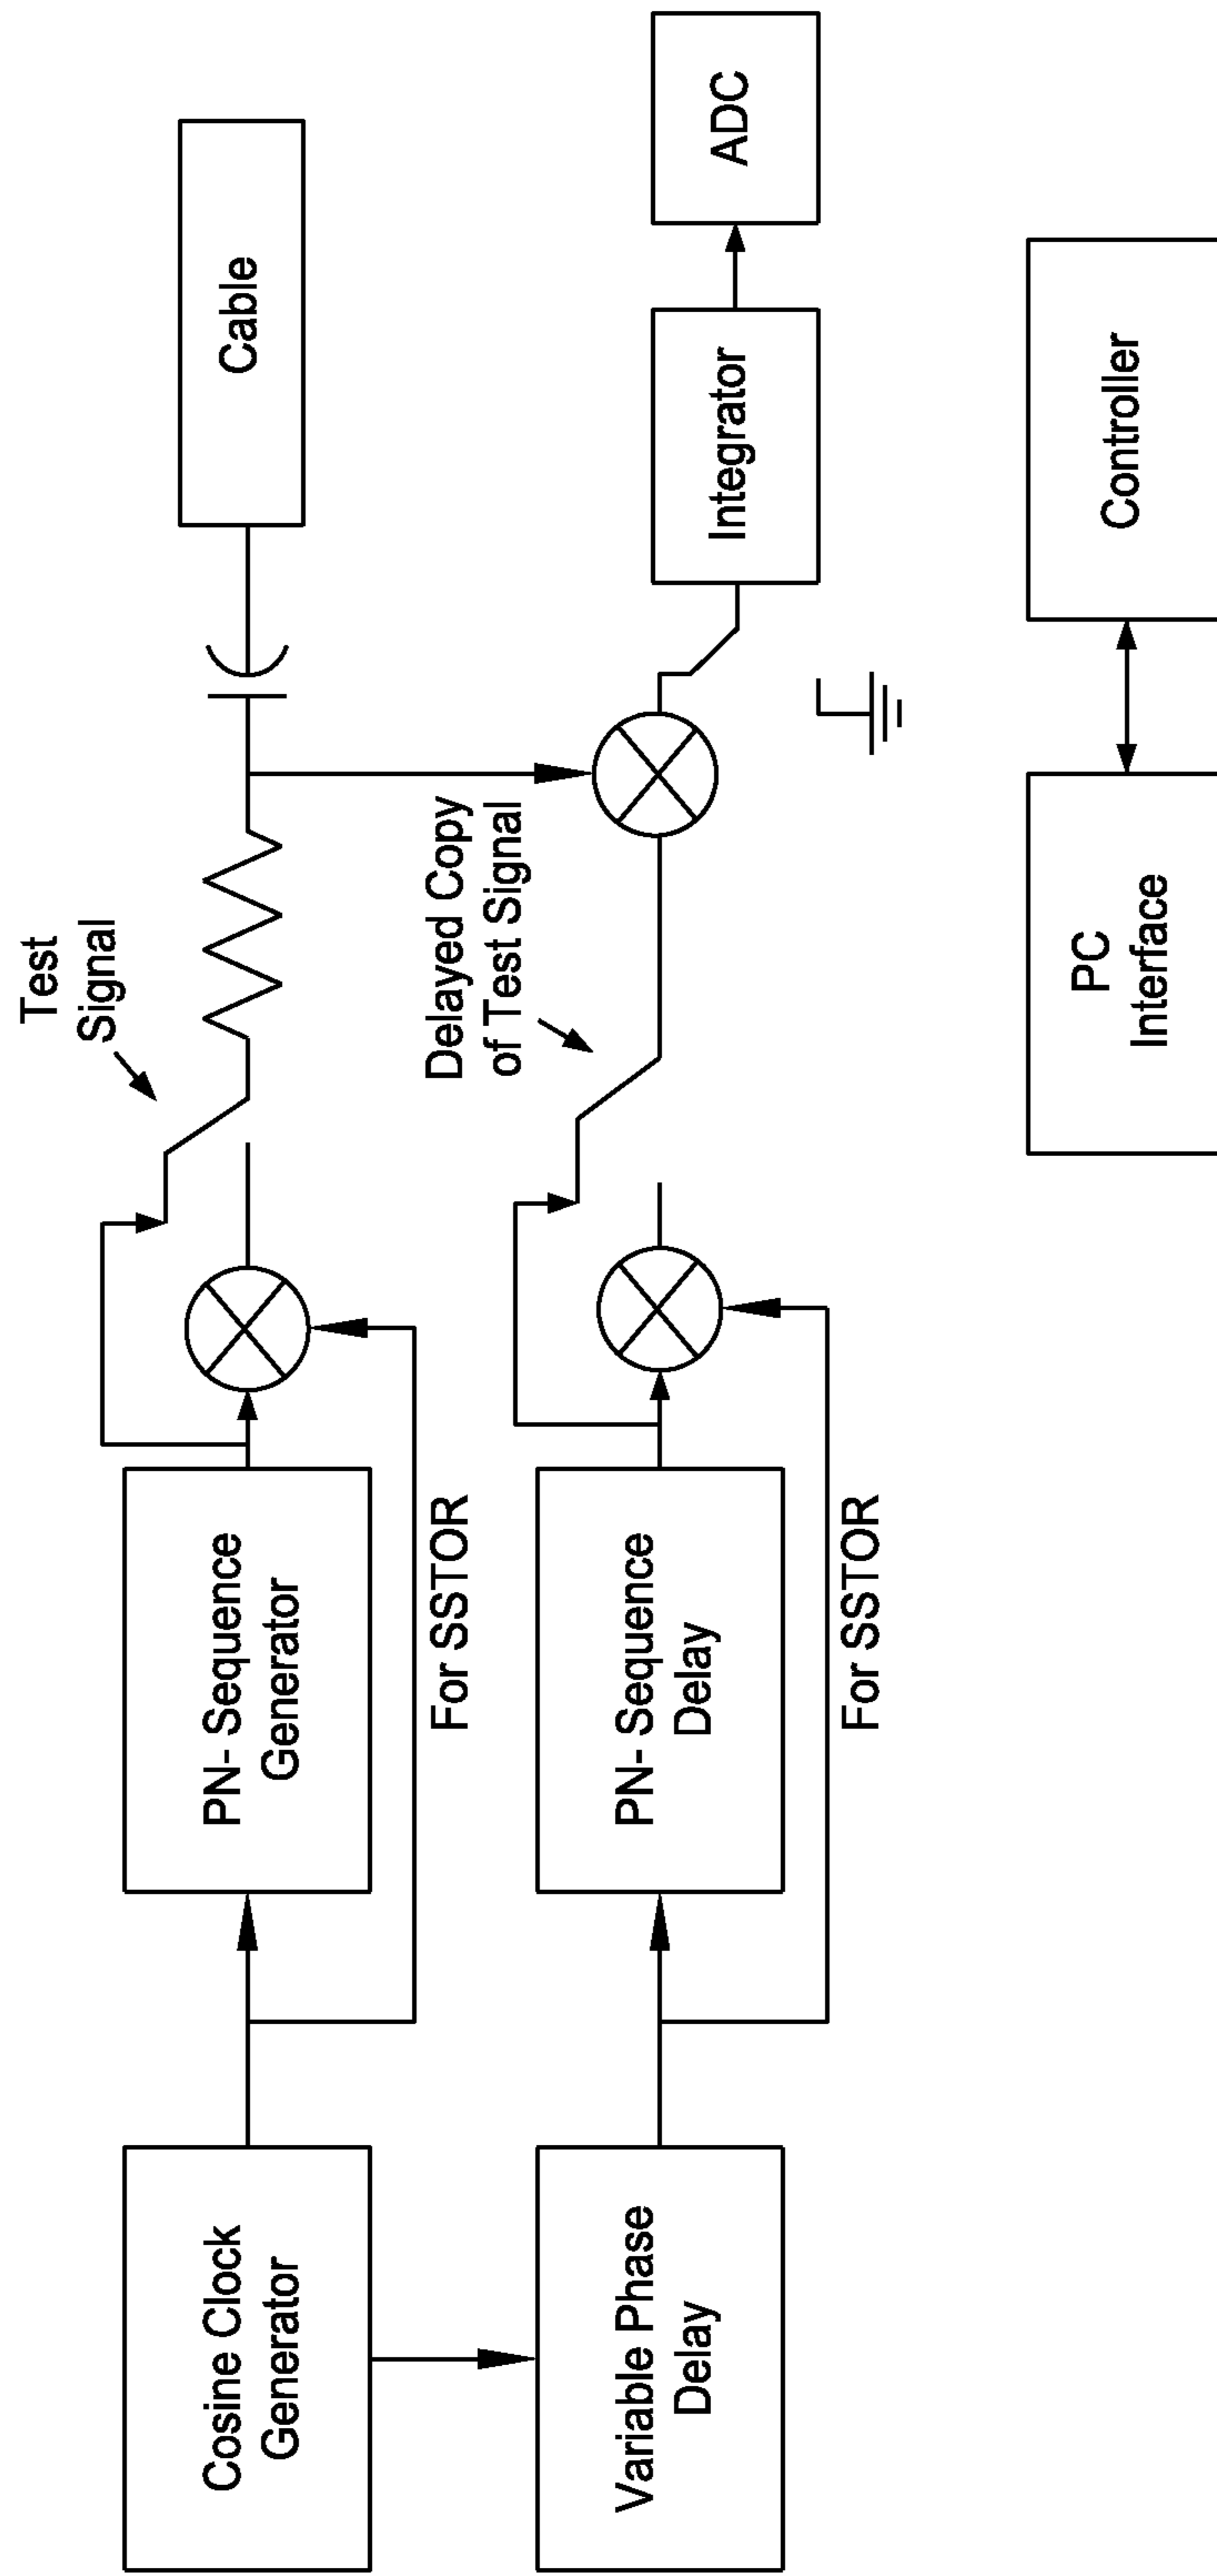 Test
Signal
Cable
Cosine Clock
Generator
PN- Sequence
Generator
For SSTOR
Delayed Copy
of Test Signal
Variable Phase
Delay
PN- Sequence
Delay
For SSTOR
Integrator
ADC
PC
Interface
Controller